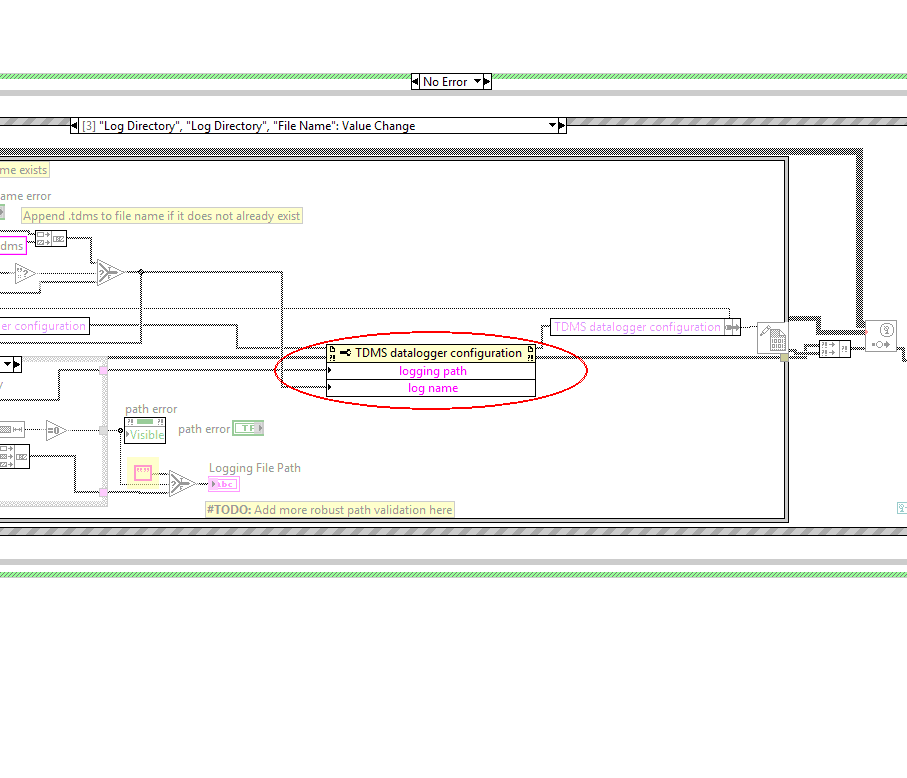 No Error
[3] "Log Directory", "Log Directory", "File Name": Value Change
me exists
ame error
Append .tdms to file name if it does not already exist
dms
er configuration
TDMS datalogger configuration
TDMS datalogger configuration
logging path
log name
path error
Visible
path error
TF
=0
Logging File Path
abc
#TODO: Add more robust path validation here